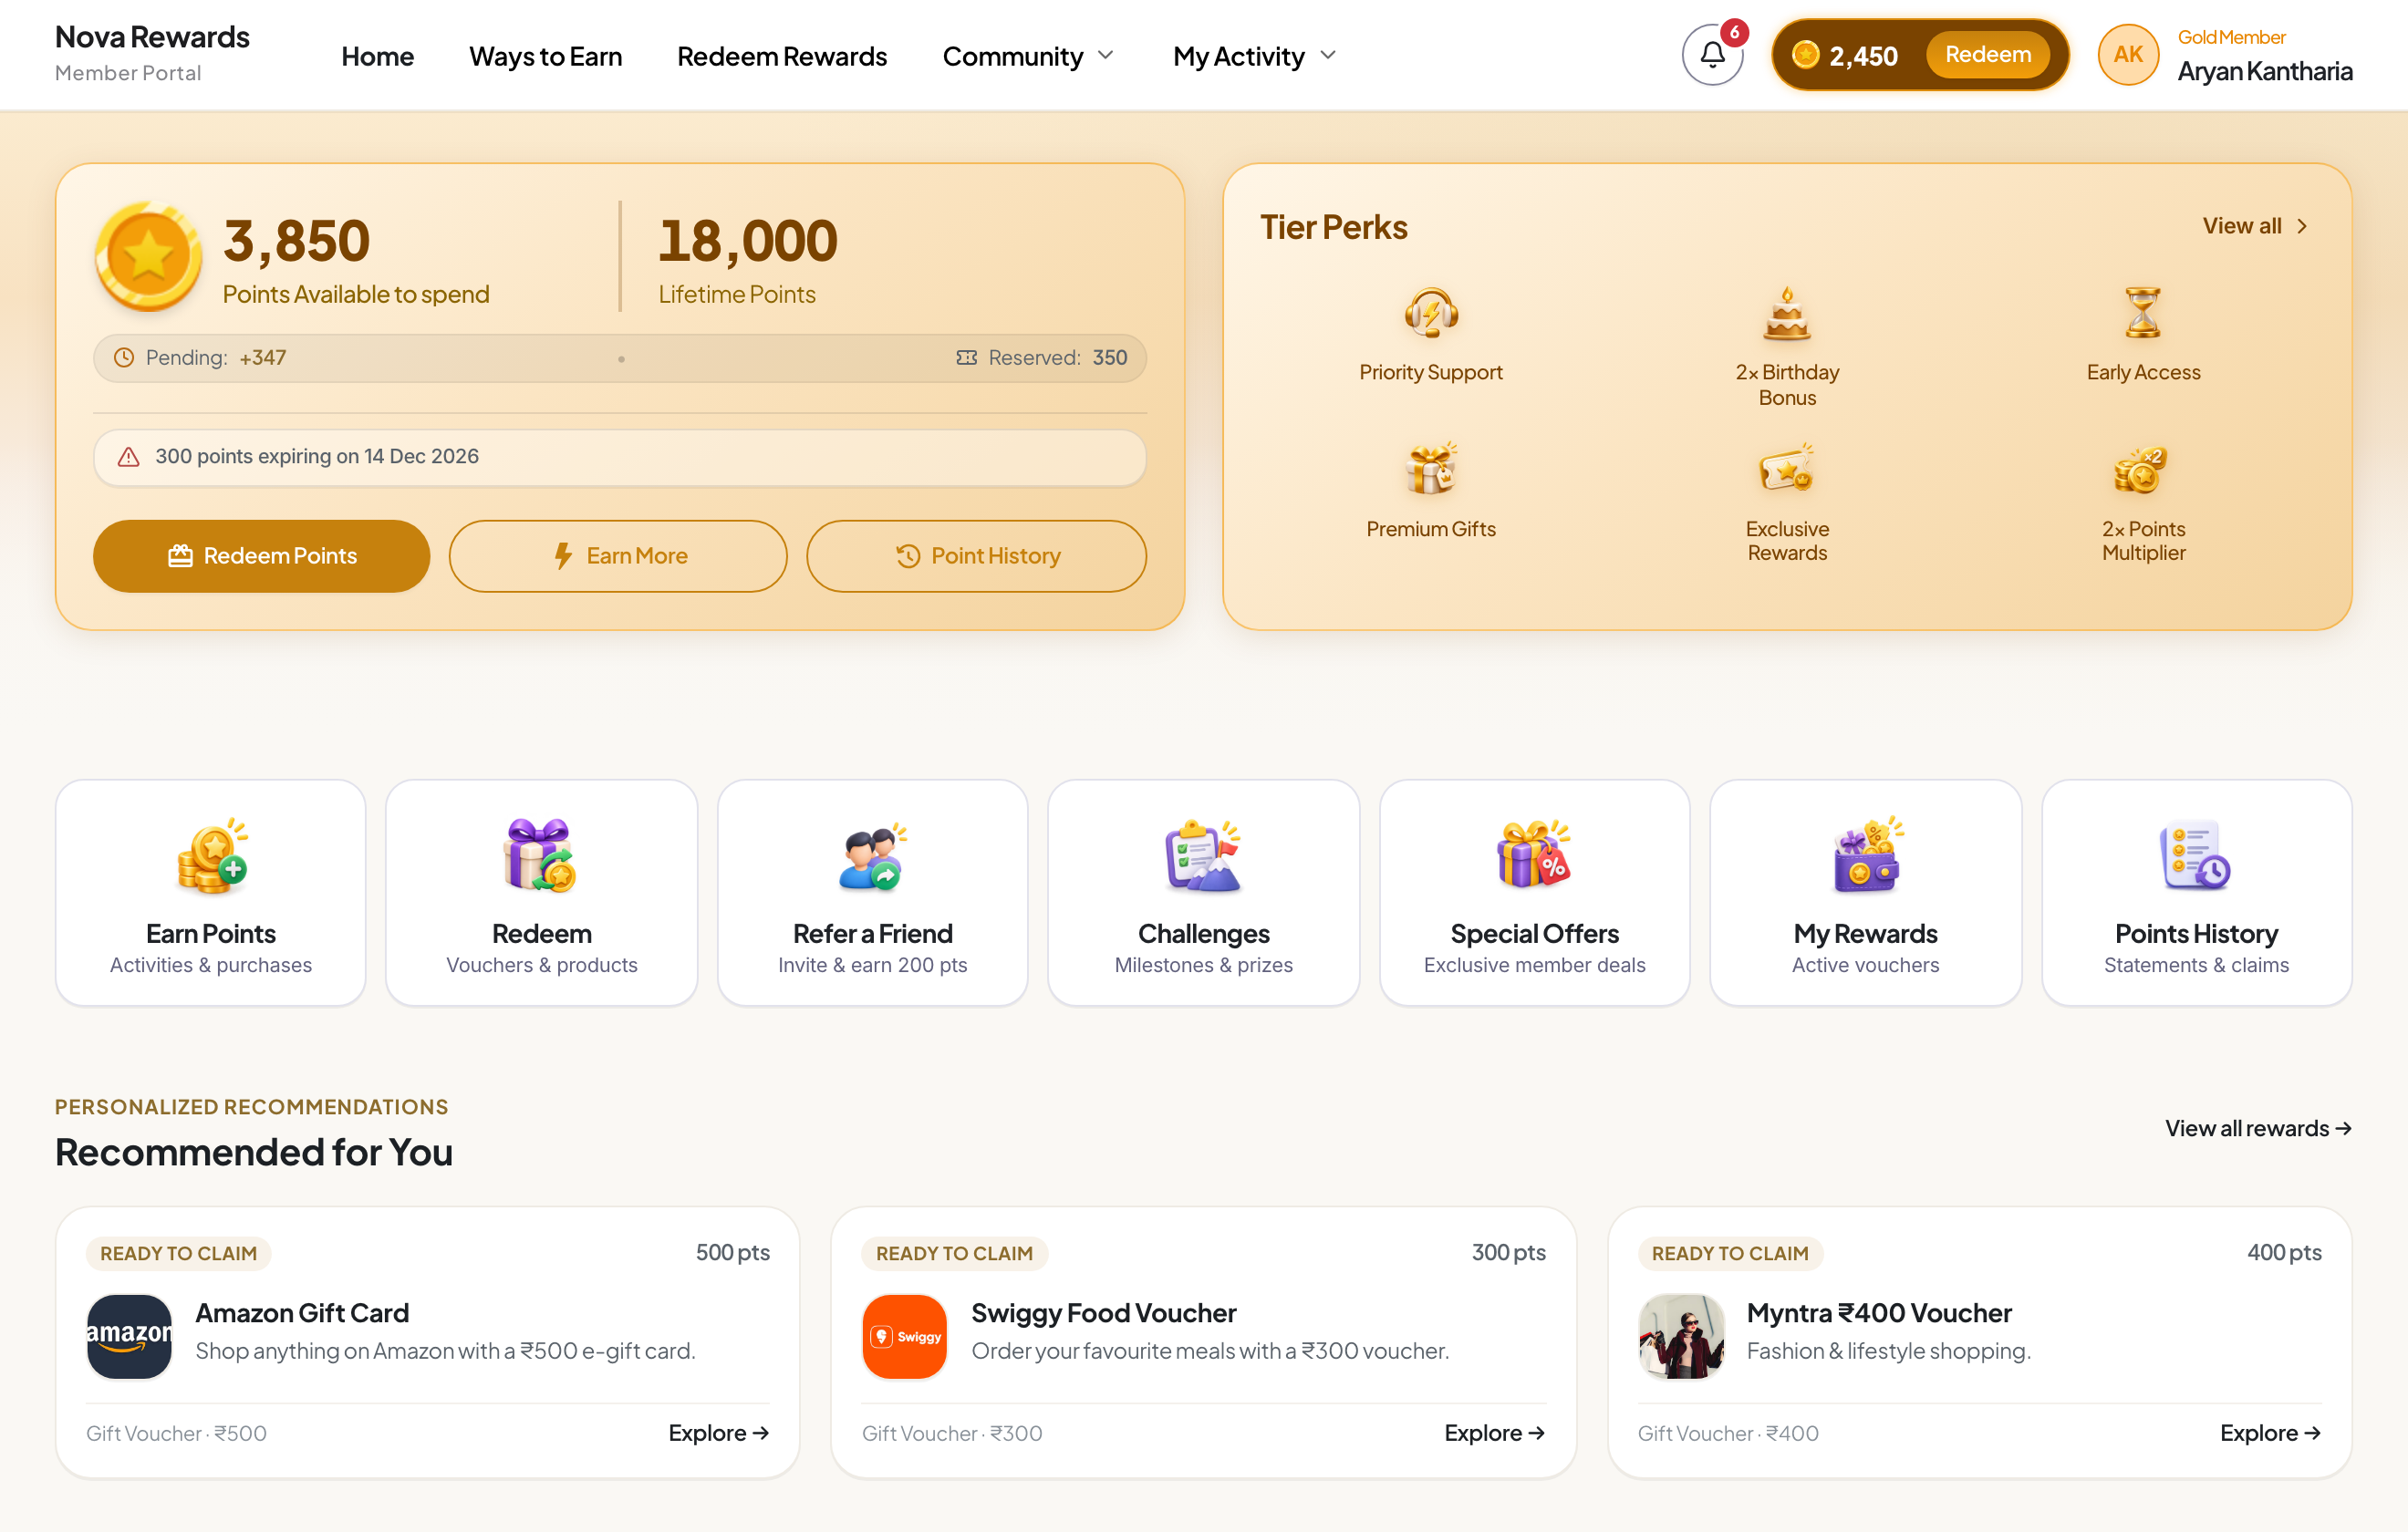 Nova Rewards
Member Portal
Home
Ways to Earn
Redeem Rewards
Community
My Activity
6
2,450
Redeem
AK
Gold Member
Aryan Kantharia
3,850
Points Available to spend
18,000
Lifetime Points
Pending: +347
•
Reserved: 350
300 points expiring on 14 Dec 2026
Redeem Points
Earn More
Point History
Tier Perks
View all
Priority Support
2× Birthday
Bonus
Early Access
Premium Gifts
Exclusive
Rewards
×2
2× Points
Multiplier
Earn Points
Activities & purchases
Redeem
Vouchers & products
Refer a Friend
Invite & earn 200 pts
Challenges
Milestones & prizes
%
Special Offers
Exclusive member deals
%
My Rewards
Active vouchers
Points History
Statements & claims
PERSONALIZED RECOMMENDATIONS
Recommended for You
View all rewards →
READY TO CLAIM
500 pts
amazon
Amazon Gift Card
Shop anything on Amazon with a ₹500 e-gift card.
Gift Voucher · ₹500
Explore →
READY TO CLAIM
300 pts
Swiggy
Swiggy Food Voucher
Order your favourite meals with a ₹300 voucher.
Gift Voucher · ₹300
Explore →
READY TO CLAIM
400 pts
Myntra ₹400 Voucher
Fashion & lifestyle shopping.
Gift Voucher · ₹400
Explore →